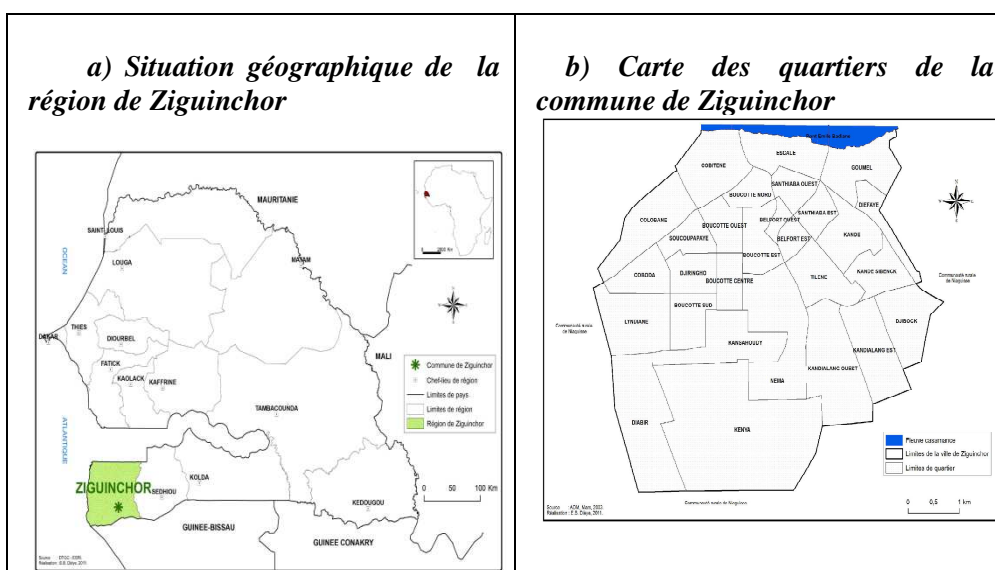 a) Situation géographique de la
région de Ziguinchor
MAURITANIE
SAINT LOUIS
OCEAN
LOUGA
MATAM
DAKAR
THIES
DIOURBEL
MALI
FATICK
KAOLACK
KAFFRINE
Commune de Ziguinchor
Chef-lieu de région
Limites de pays
Limites de région
Région de Ziguinchor
TAMBACOUNDA
ATLANTIQUE
ZIGUINCHOR
SEDHIOU
KOLDA
KEDOUGOU
0 50 100 Km
GUINEE-BISSAU
GUINEE CONAKRY
b) Carte des quartiers de la
commune de Ziguinchor
ESCALE
COBITENE
GOUMEL
SANTHIABA OUEST
BOUCOTTE NORD
DIEFAYE
COLOBANE
BELFORT OUEST
SANTHIABA EST
BOUCOTTE OUEST
KANDE
SOUCOUPAPAYE
BELFORT EST
BOUCOTTE EST
DJIRINGHO
TILENE
BOUCOTTE CENTRE
BOUCOTTE SUD
LYNDIANE
DJIBOCK
KANDIALANG EST
KANDIALANG OUEST
NEMA
DIABIR
KENYA
Fleuve casamance
Limites de la ville de Ziguinchor
Limites de quartier
0 0,5 1 km